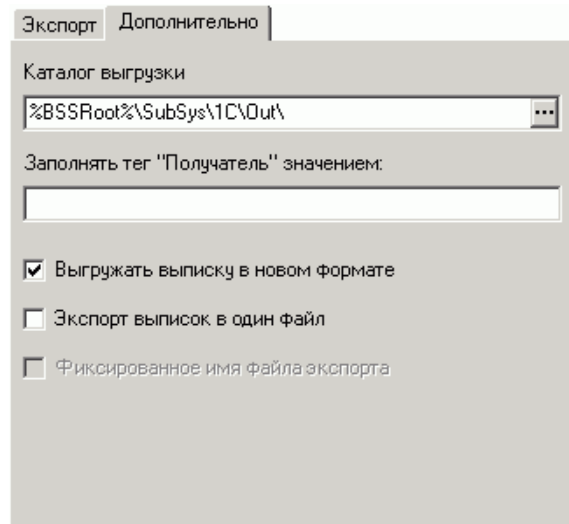 Экспорт Дополнительно
Каталог выгрузки
%BSSRoot%\SubSys\1C\Out\ ...
Заполнять тег "Получатель" значением:
Выгружать выписку в новом формате
Экспорт выписок в один файл
Фиксированное имя файла экспорта